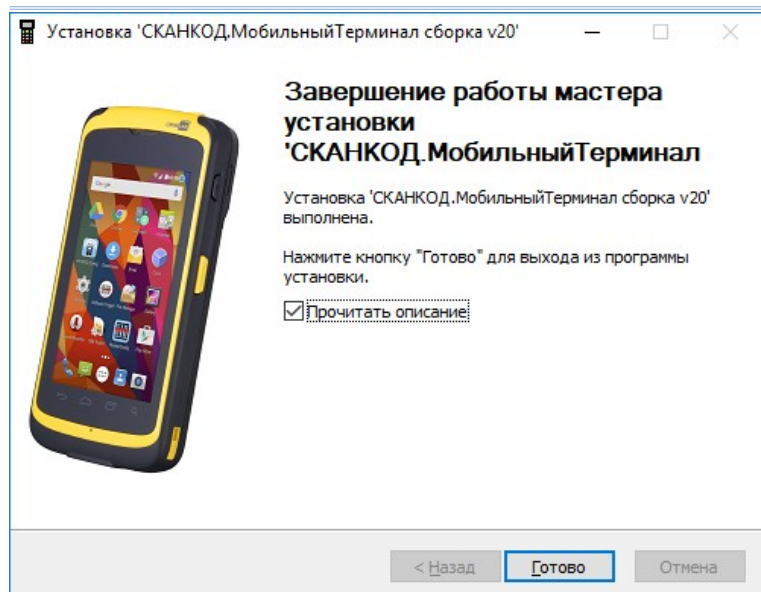 Установка 'СКАНКОД.МобильныйТерминал сборка v20'
Завершение работы мастера
установки
'СКАНКОД.МобильныйТерминал
Установка 'СКАНКОД.МобильныйТерминал сборка v20'
выполнена.
Нажмите кнопку "Готово" для выхода из программы
установки.
Прочитать описание
< Назад
Готово
Отмена